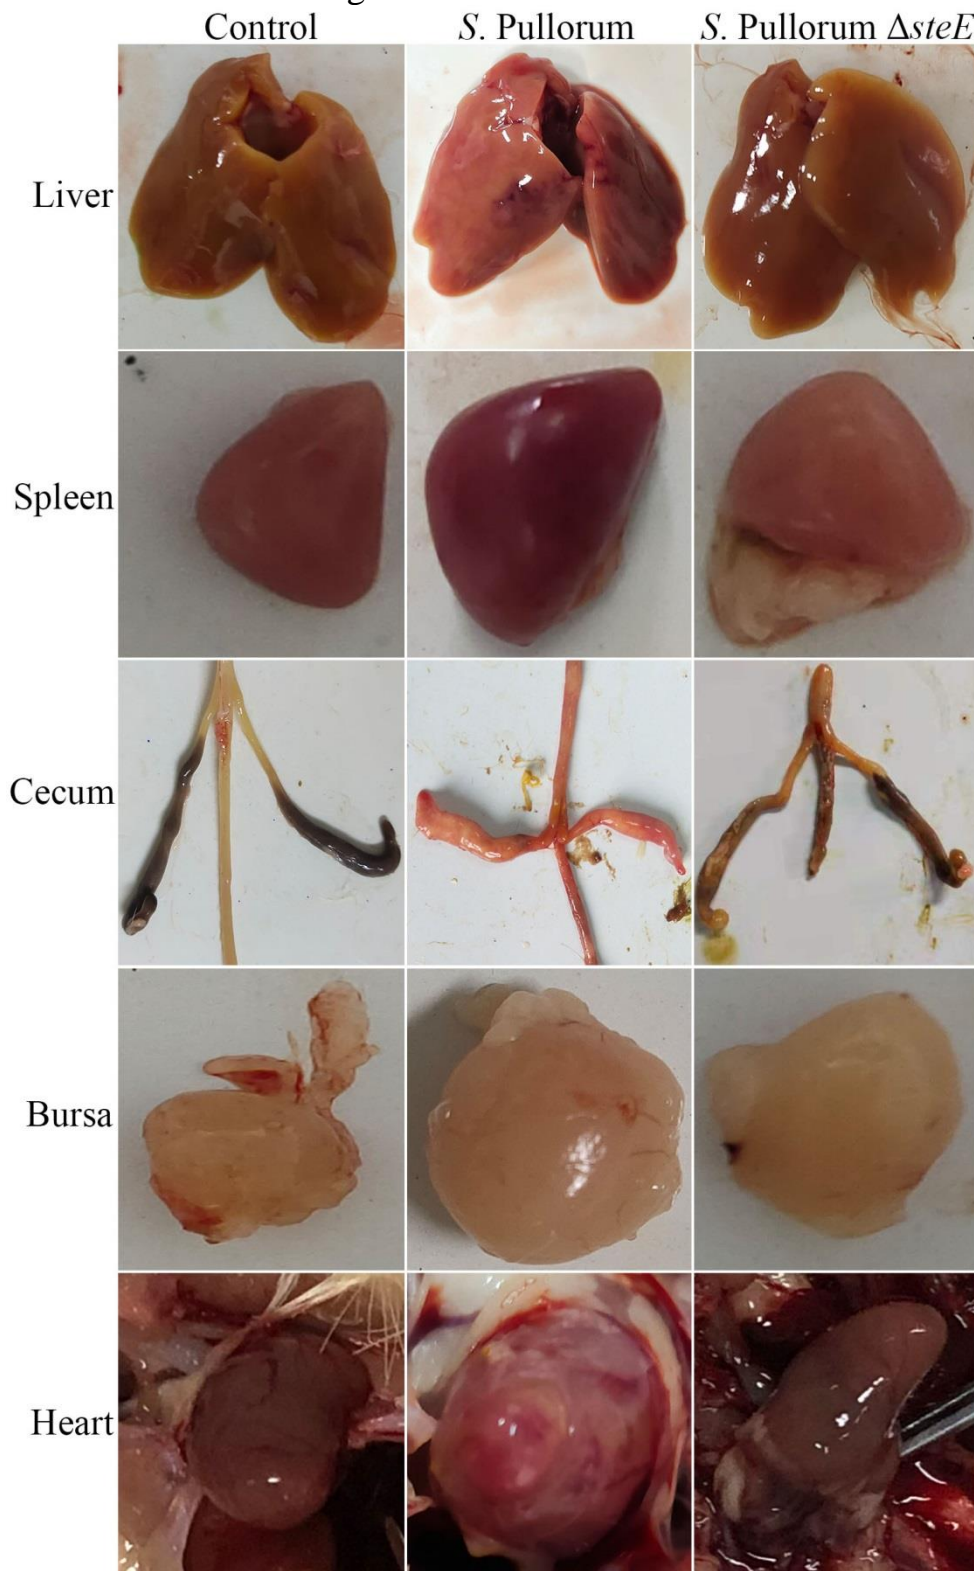 Control S. Pullorum S. Pullorum ΔsteE
Liver
Spleen
Cecum
Bursa
Heart